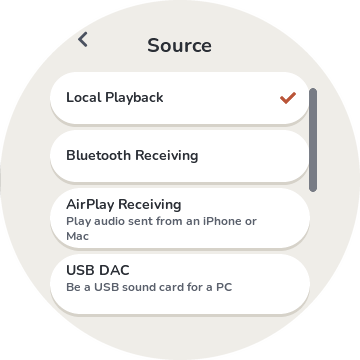 Source
Local Playback
Bluetooth Receiving
AirPlay Receiving
Play audio sent from an iPhone or
Mac
USB DAC
Be a USB sound card for a PC